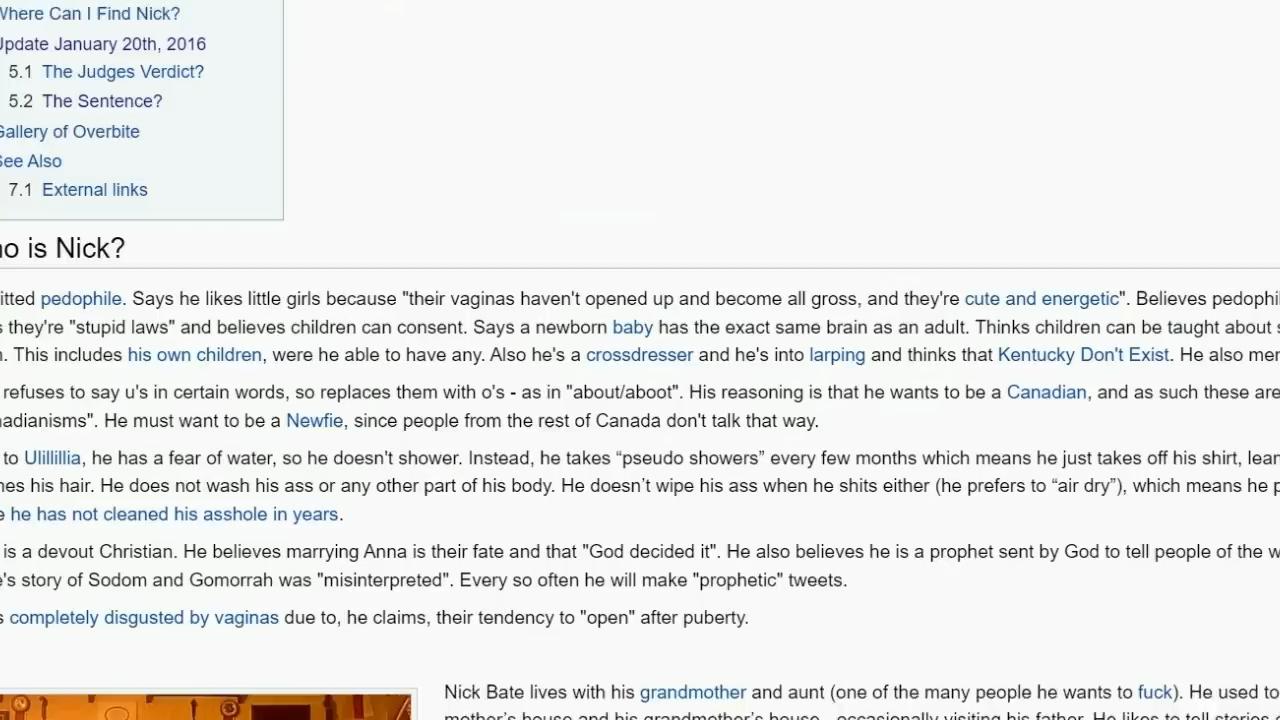 Where Can I Find Nick?
Update January 20th, 2016
5.1 The Judges Verdict?
5.2 The Sentence?
Gallery of Overbite
See Also
7.1 External links
is Nick?
pedophile. Says he likes little girls because "their vaginas haven't opened up and become all gross, and they're cute and energetic". Believes
they're "stupid laws" and believes children can consent. Says a newborn baby has the exact same brain as an adult. Thinks children can be taught about
This includes his own children, were he able to have any. Also he's a crossdresser and he's into larping and thinks that Kentucky Don't Exist. He also
refuses to say u's in certain words, so replaces them with o's - as in "about/aboot". His reasoning is that he wants to be a Canadian, and as such these are
He must want to be a Newfie, since people from the rest of Canada don't talk that way.
to Ulillillia, he has a fear of water, so he doesn't shower. Instead, he takes “pseudo showers” every few months which means he just takes off his shirt,
his hair. He does not wash his ass or any other part of his body. He doesn’t wipe his ass when he shits either (he prefers to “air dry”), which means he
he has not cleaned his asshole in years.
is a devout Christian. He believes marrying Anna is their fate and that "God decided it". He also believes he is a prophet sent by God to tell people of the
story of Sodom and Gomorrah was "misinterpreted". Every so often he will make "prophetic" tweets.
completely disgusted by vaginas due to, he claims, their tendency to "open" after puberty.
Nick Bate lives with his grandmother and aunt (one of the many people he wants to fuck). He used to
mother’s house and his grandmother’s house, occasionally visiting his father. He likes to tell stories